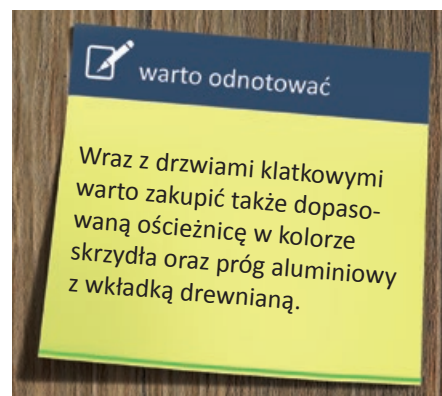 warto odnotować
Wraz z drzwiami klatkowymi
warto zakupić także dopaso-
waną ościeżnicę w kolorze
skrzydła oraz próg aluminiowy
z wkładką drewnianą.